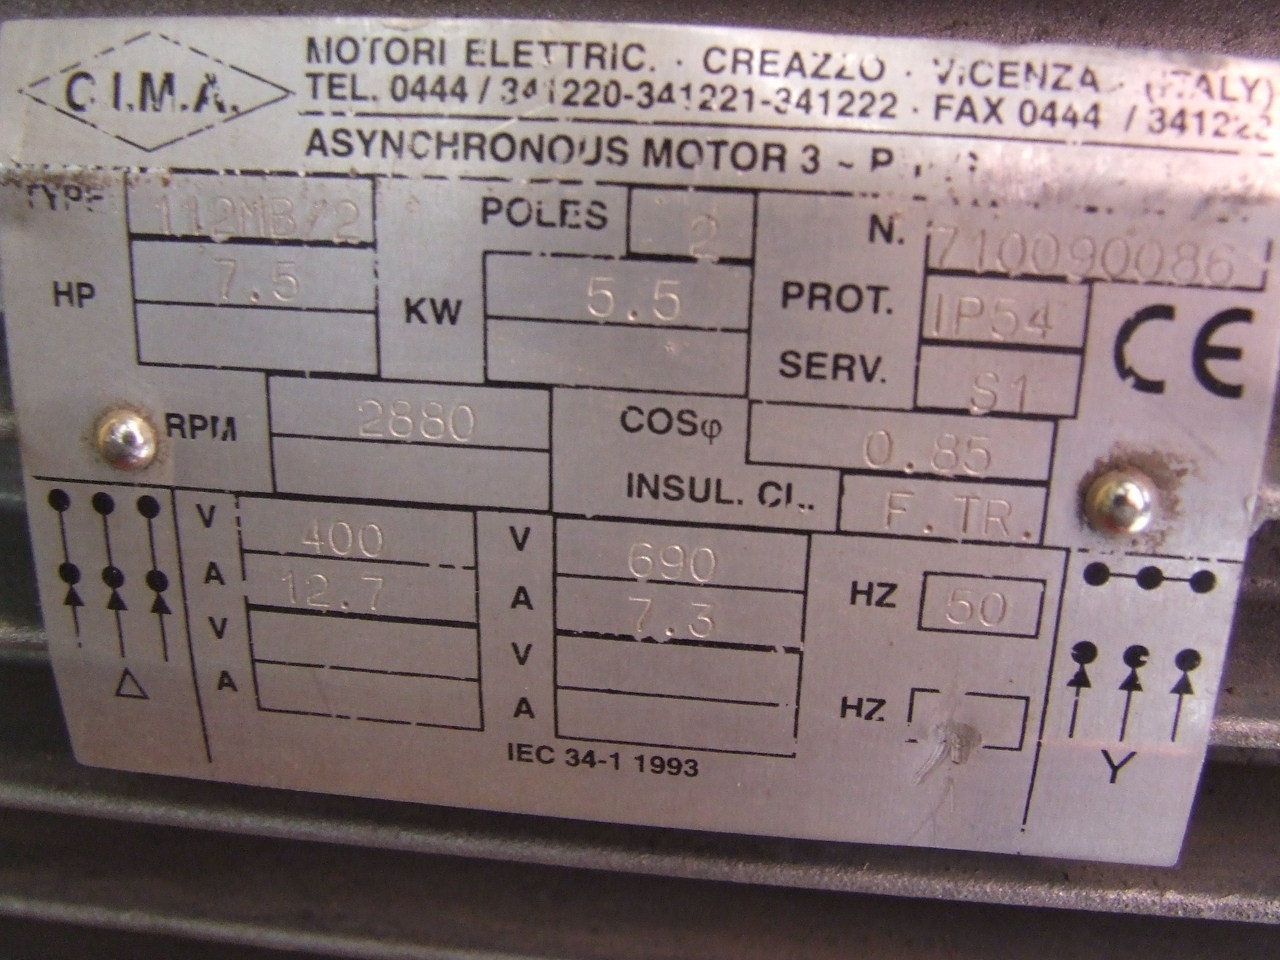 C.I.M.A.
MOTORI ELETTRIC. · CREAZZO · VICENZA (ITALY)
TEL. 0444 / 341220-341221-341222 · FAX 0444 / 341223
ASYNCHRONOUS MOTOR 3 ~
TYPE 112MB/2 POLES 2 N. 710090086
HP 7.5 KW 5.5 PROT. IP54
SERV. S1
RPM 2880 COSφ 0.85
INSUL. CL. F.TR.
V 400 V 690
A 12.7 A 7.3 HZ 50
V V
A A HZ
△ Y
IEC 34-1 1993
CE